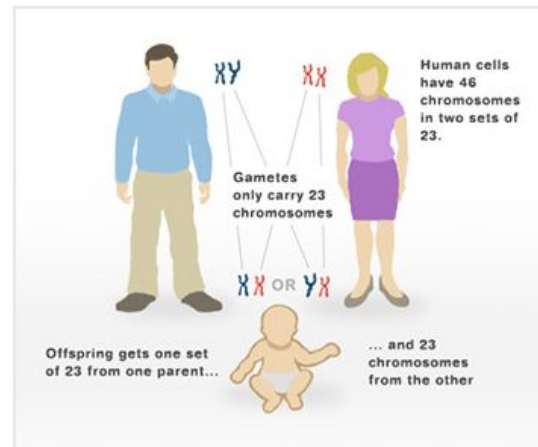 XY
XX
Human cells
have 46
chromosomes
in two sets of
23.
Gametes
only carry 23
chromosomes
XX OR YX
Offspring gets one set
of 23 from one parent...
... and 23
chromosomes
from the other